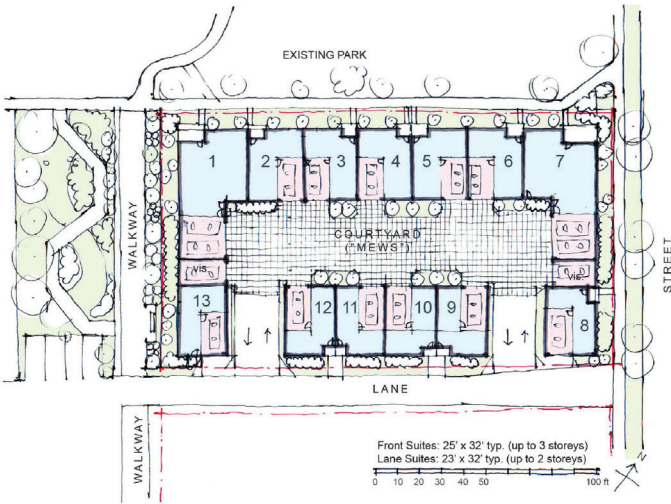 EXISTING PARK
1
2
3
4
5
6
7
WALKWAY
COURTYARD
("MEWS")
STREET
vis.
vis.
13
12
11
10
9
8
LANE
WALKWAY
Front Suites: 25' x 32' typ. (up to 3 storeys)
Lane Suites: 23' x 32' typ. (up to 2 storeys)
0 10 20 30 40 50 100 ft
N